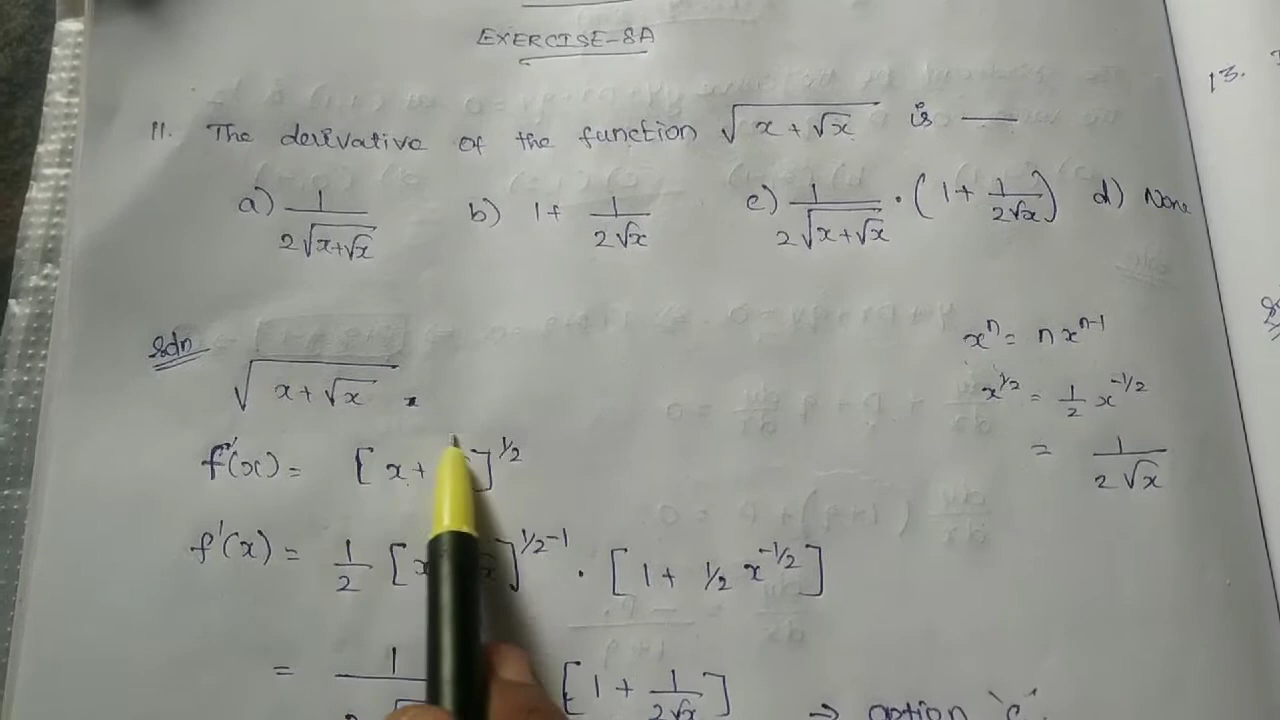 EXERCISE-8A
11. The derivative of the function √(x+√x) is —
a) 1/(2√(x+√x)) b) 1+ 1/(2√x) c) 1/(2√(x+√x)) · (1+ 1/(2√x)) d) None
Soln
√(x+√x)
xⁿ = n xⁿ⁻¹
x^(1/2) = 1/2 x^(-1/2)
= 1/(2√x)
f'(x) = [x+ ]^(1/2)
f'(x) = 1/2 [x √x]^(1/2-1) · [1+ 1/2 x^(-1/2)]
= 1/ [1+ 1/(2√x)] ⇒ option 'c'.
13.